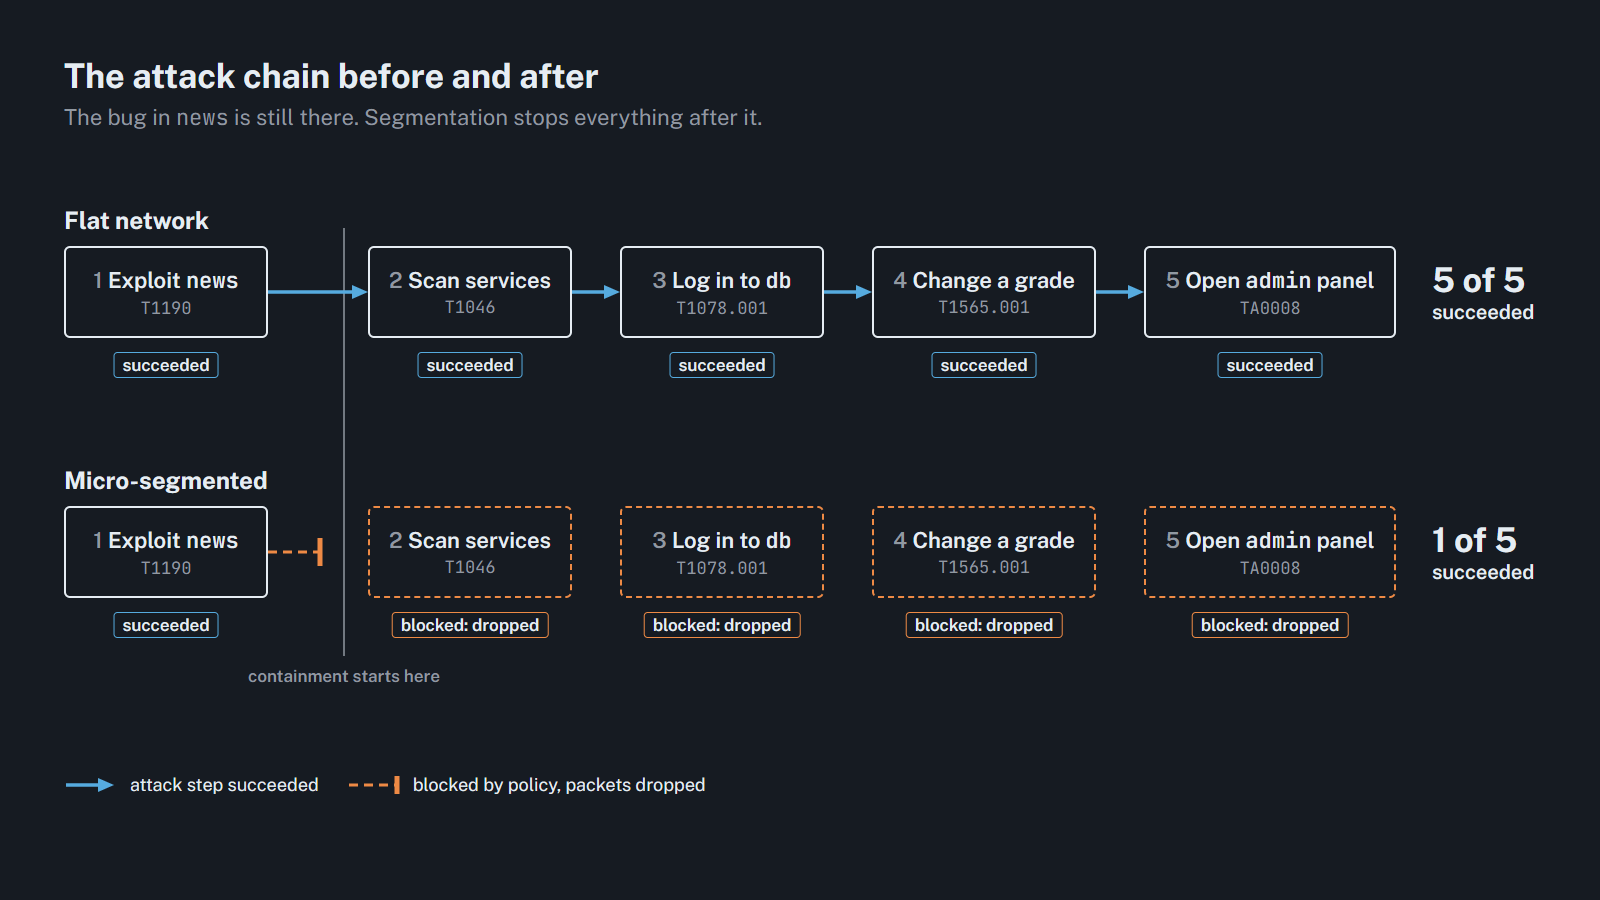 The attack chain before and after
The bug in news is still there. Segmentation stops everything after it.
Flat network
1 Exploit news
T1190
succeeded
2 Scan services
T1046
succeeded
3 Log in to db
T1078.001
succeeded
4 Change a grade
T1565.001
succeeded
5 Open admin panel
TA0008
succeeded
5 of 5
succeeded
Micro-segmented
1 Exploit news
T1190
succeeded
2 Scan services
T1046
blocked: dropped
3 Log in to db
T1078.001
blocked: dropped
4 Change a grade
T1565.001
blocked: dropped
5 Open admin panel
TA0008
blocked: dropped
1 of 5
succeeded
containment starts here
attack step succeeded
blocked by policy, packets dropped